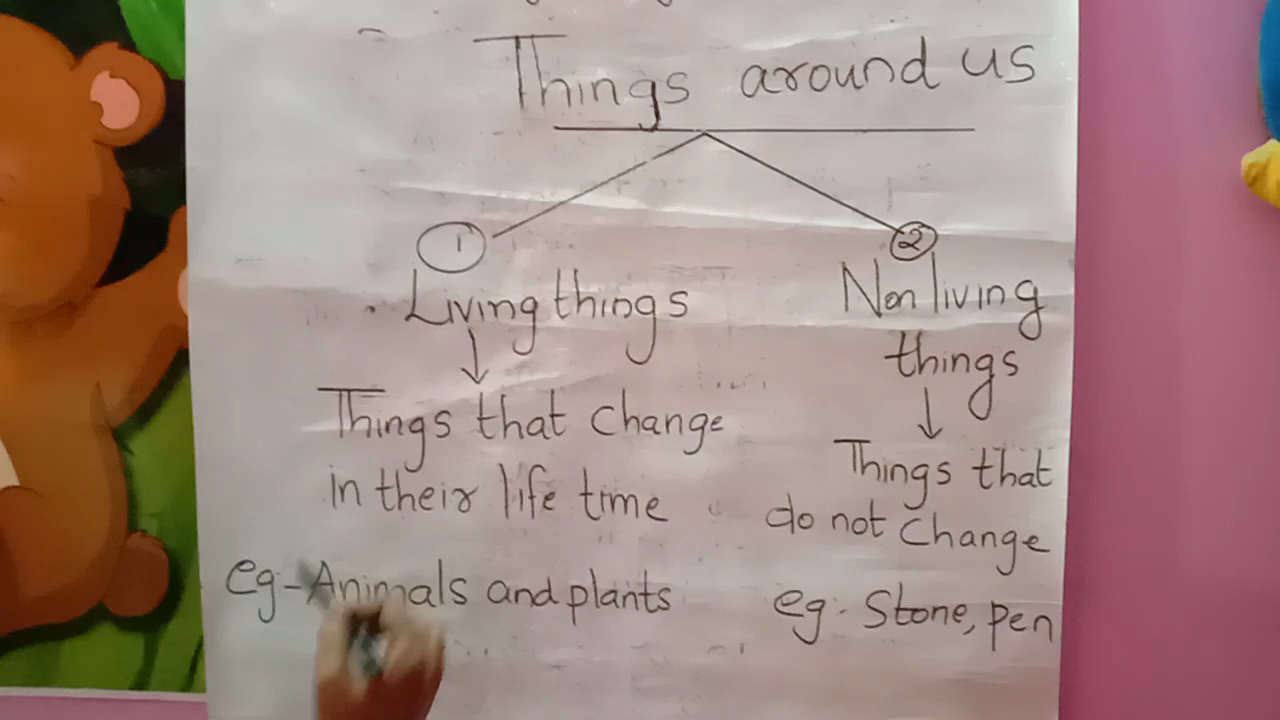 Things around us
1
Living things
Things that change
in their life time
eg-Animals and plants
2
Non living
things
Things that
do not change
eg- Stone, pen